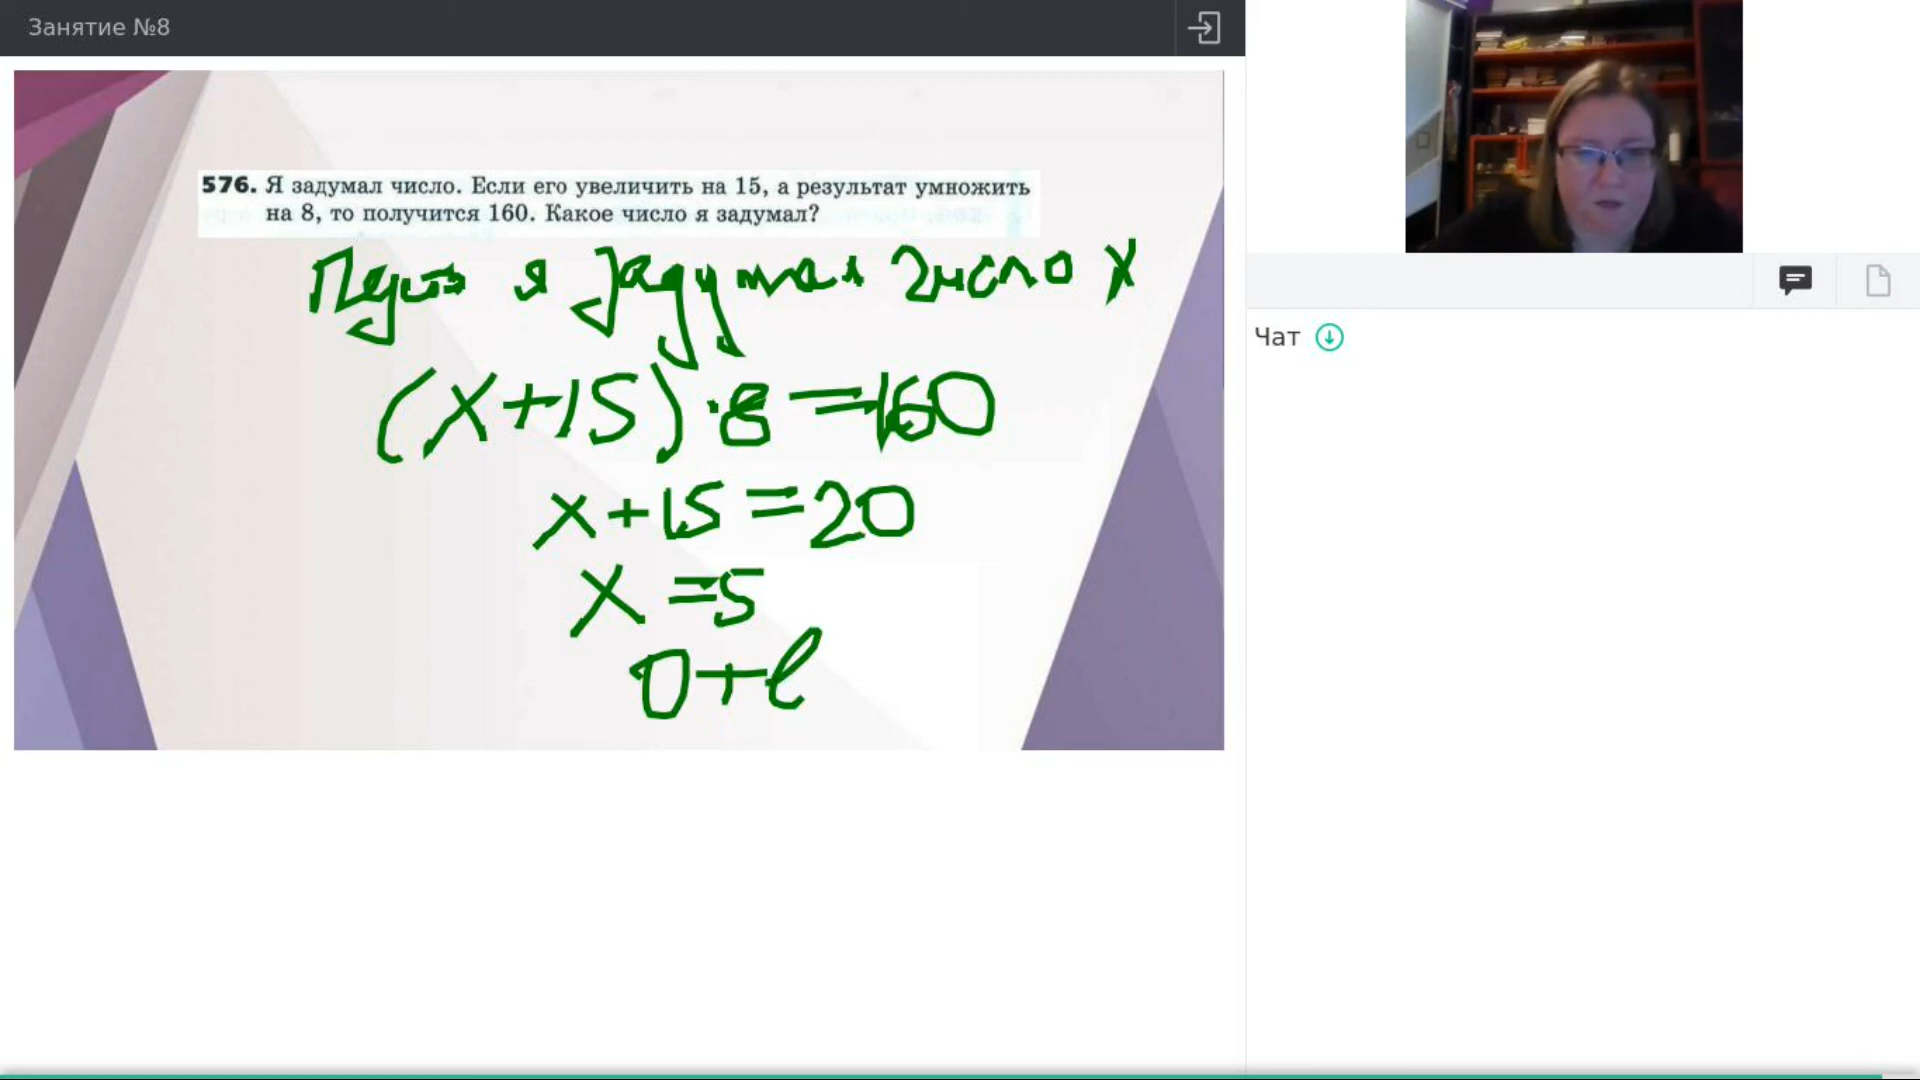 Занятие №8
576. Я задумал число. Если его увеличить на 15, а результат умножить
на 8, то получится 160. Какое число я задумал?
Пусть я задумал число x
(x+15)·8=160
x+15=20
x=5
Отв
Чат